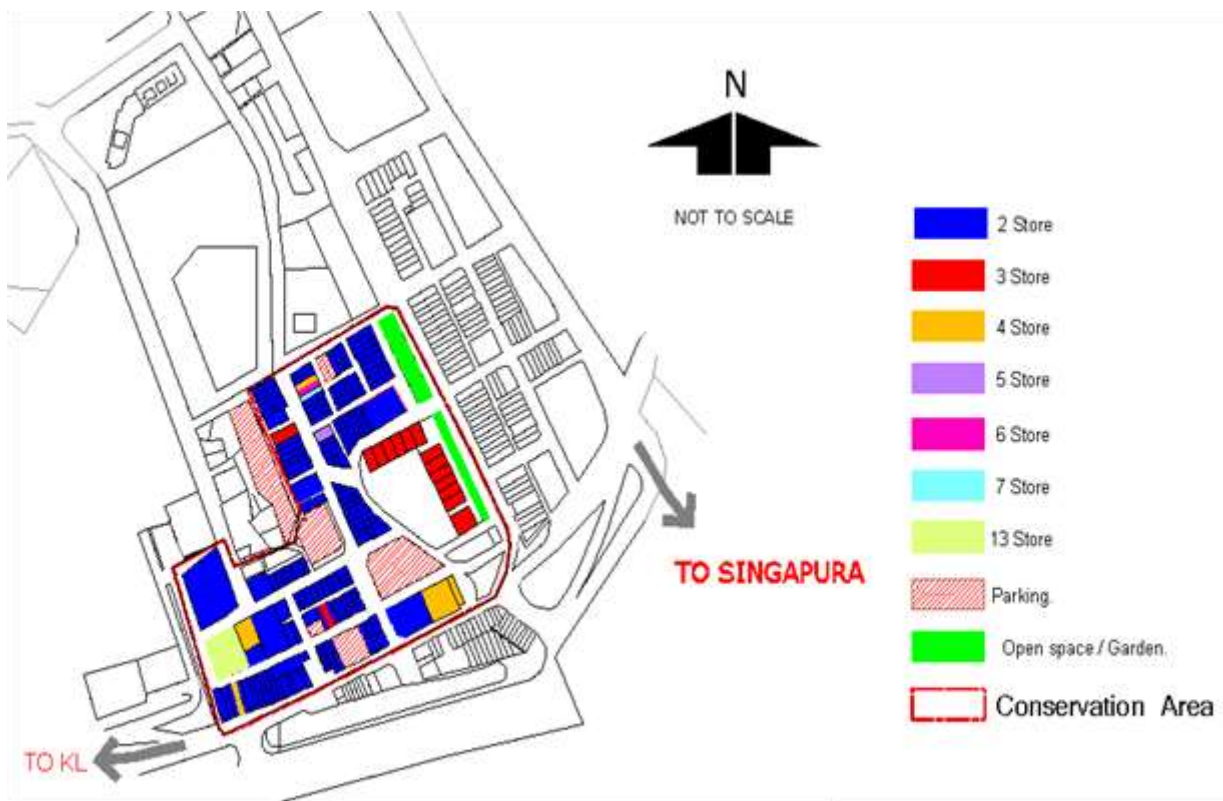 N
NOT TO SCALE
2 Store
3 Store
4 Store
5 Store
6 Store
7 Store
13 Store
Parking.
Open space / Garden.
Conservation Area
TO SINGAPURA
TO KL